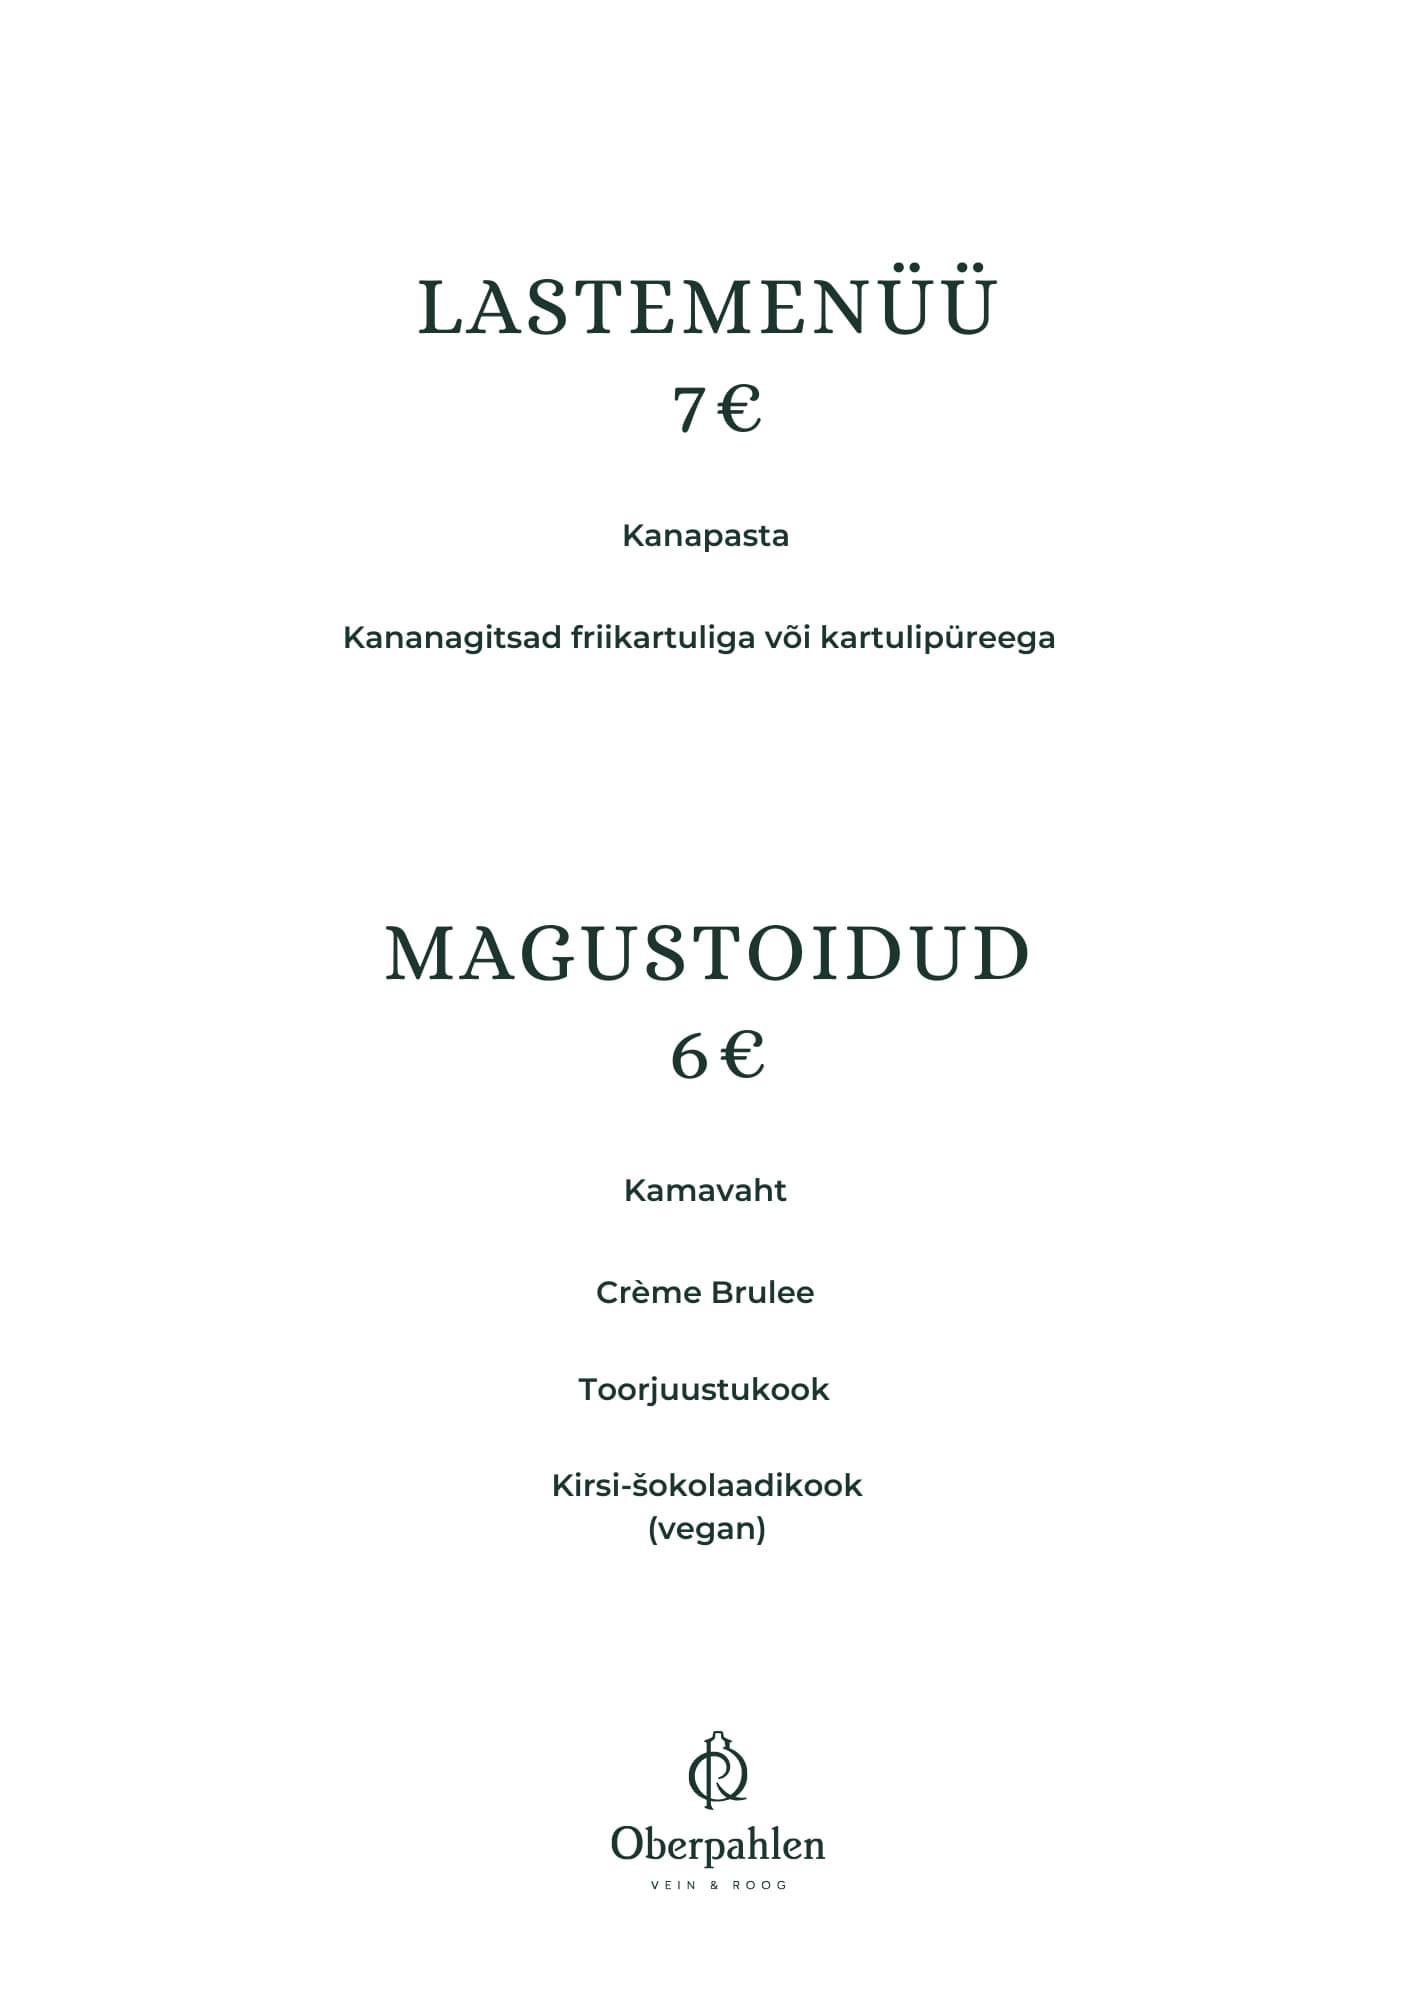 LASTEMENÜÜ
7 €
Kanapasta
Kananagitsad friikartuliga või kartulipüreega
MAGUSTOIDUD
6 €
Kamavaht
Crème Brulee
Toorjuustukook
Kirsi-šokolaadikook
(vegan)
Oberpahlen
VEIN & ROOG